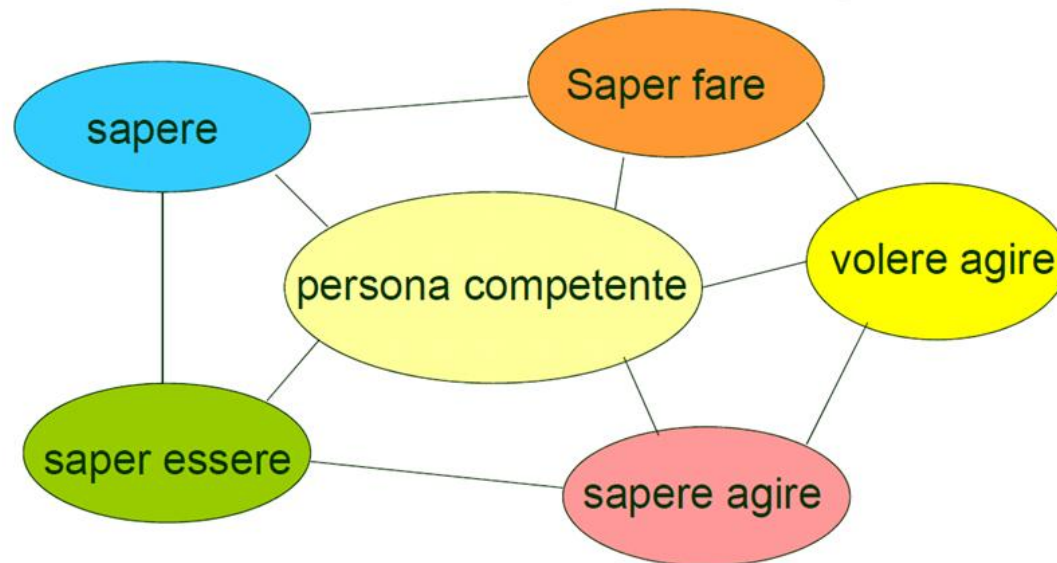 Saper fare
sapere
volere agire
persona competente
saper essere
sapere agire